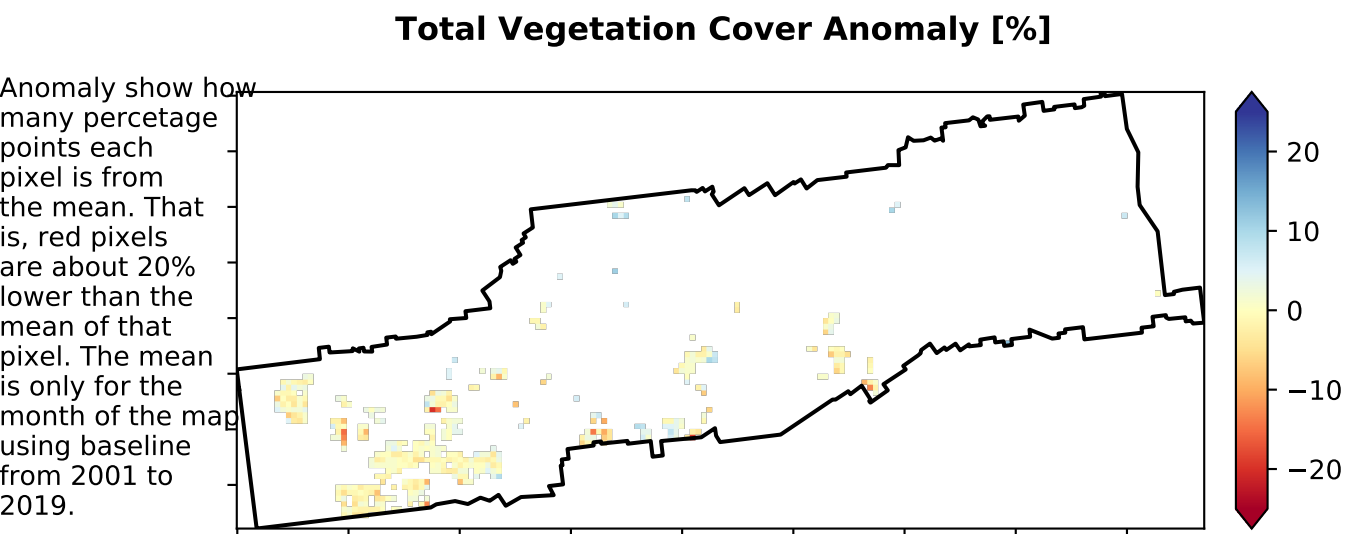 Total Vegetation Cover Anomaly [%]
Anomaly show how
many percetage
points each
pixel is from
the mean. That
is, red pixels
are about 20%
lower than the
mean of that
pixel. The mean
is only for the
month of the map
using baseline
from 2001 to
2019.
20
10
0
−10
−20